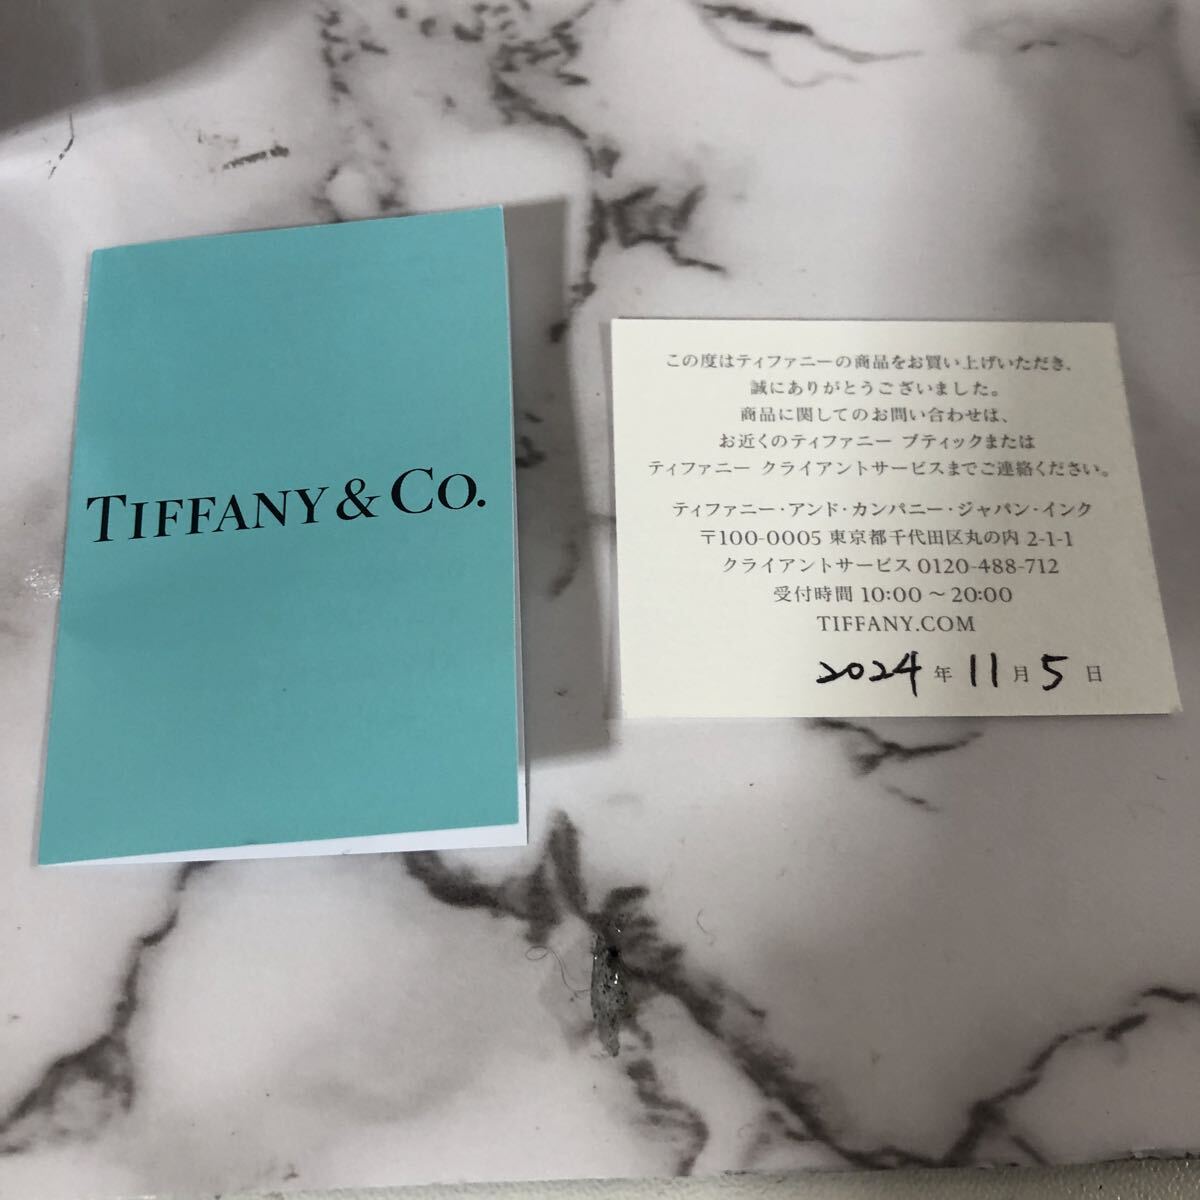 TIFFANY & CO.
この度はティファニーの商品をお買い上げいただき、
誠にありがとうございました。
商品に関してのお問い合わせは、
お近くのティファニー ブティックまたは
ティファニー クライアントサービスまでご連絡ください。
ティファニー・アンド・カンパニー・ジャパン・インク
〒100-0005 東京都千代田区丸の内 2-1-1
クライアントサービス 0120-488-712
受付時間 10:00 ～ 20:00
TIFFANY.COM
2024 年 11 月 5 日